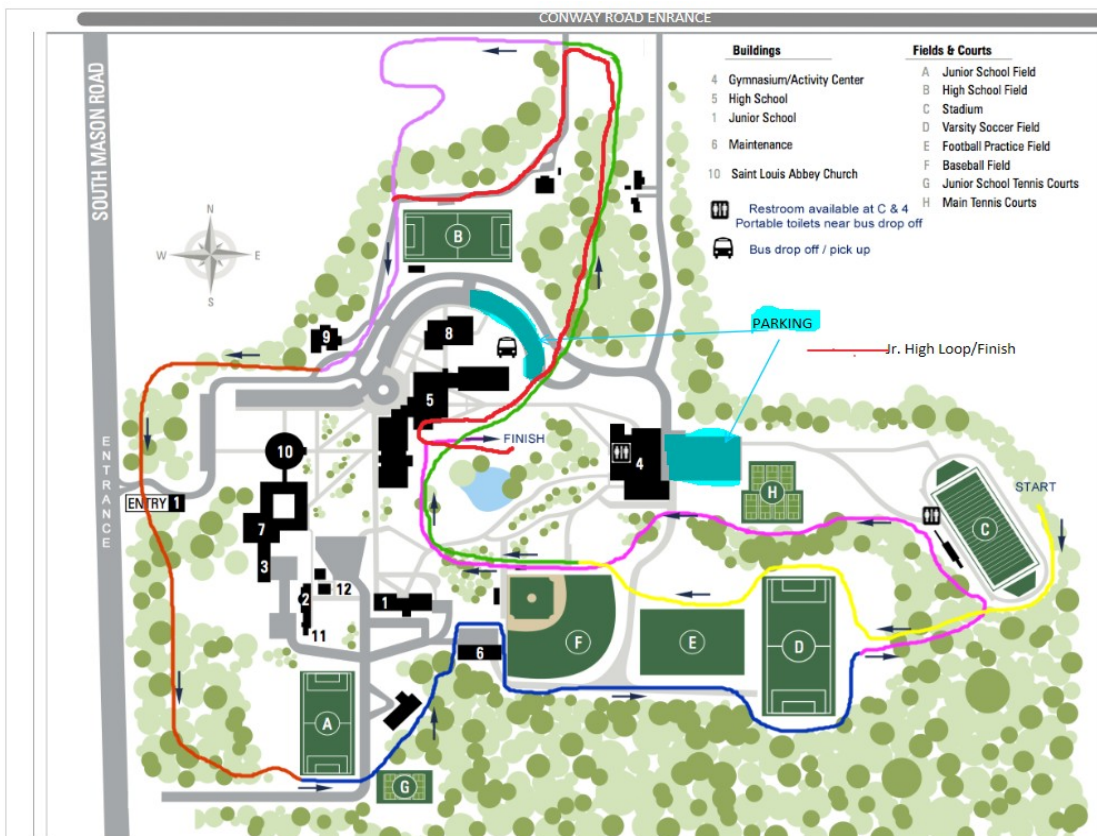 CONWAY ROAD ENRANCE
SOUTH MASON ROAD
Buildings
4 Gymnasium/Activity Center
5 High School
1 Junior School
6 Maintenance
10 Saint Louis Abbey Church
Restroom available at C & 4
Portable toilets near bus drop off
Bus drop off / pick up
Fields & Courts
A Junior School Field
B High School Field
C Stadium
D Varsity Soccer Field
E Football Practice Field
F Baseball Field
G Junior School Tennis Courts
H Main Tennis Courts
N
W E
S
B
PARKING
9
8
Jr. High Loop/Finish
5
FINISH
10
4
H
START
ENTRANCE
ENTRY 1
C
7
3
12
2
1
11
F
E
D
6
A
G